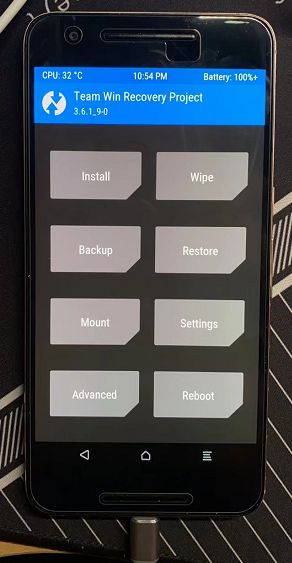 CPU: 32 °C 10:54 PM Battery: 100%+
Team Win Recovery Project
3.6.1_9-0
Install Wipe
Backup Restore
Mount Settings
Advanced Reboot